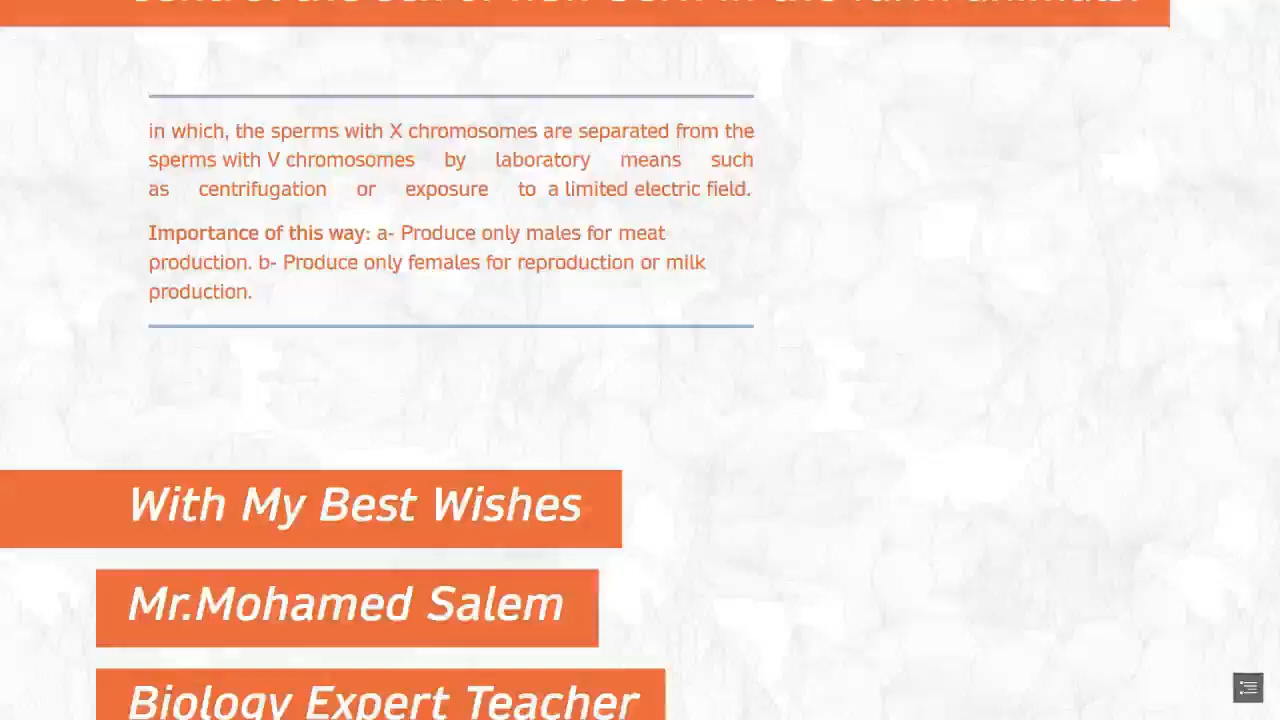 in which, the sperms with X chromosomes are separated from the
sperms with V chromosomes by laboratory means such
as centrifugation or exposure to a limited electric field.
Importance of this way: a- Produce only males for meat
production. b- Produce only females for reproduction or milk
production.
With My Best Wishes
Mr.Mohamed Salem
Biology Expert Teacher